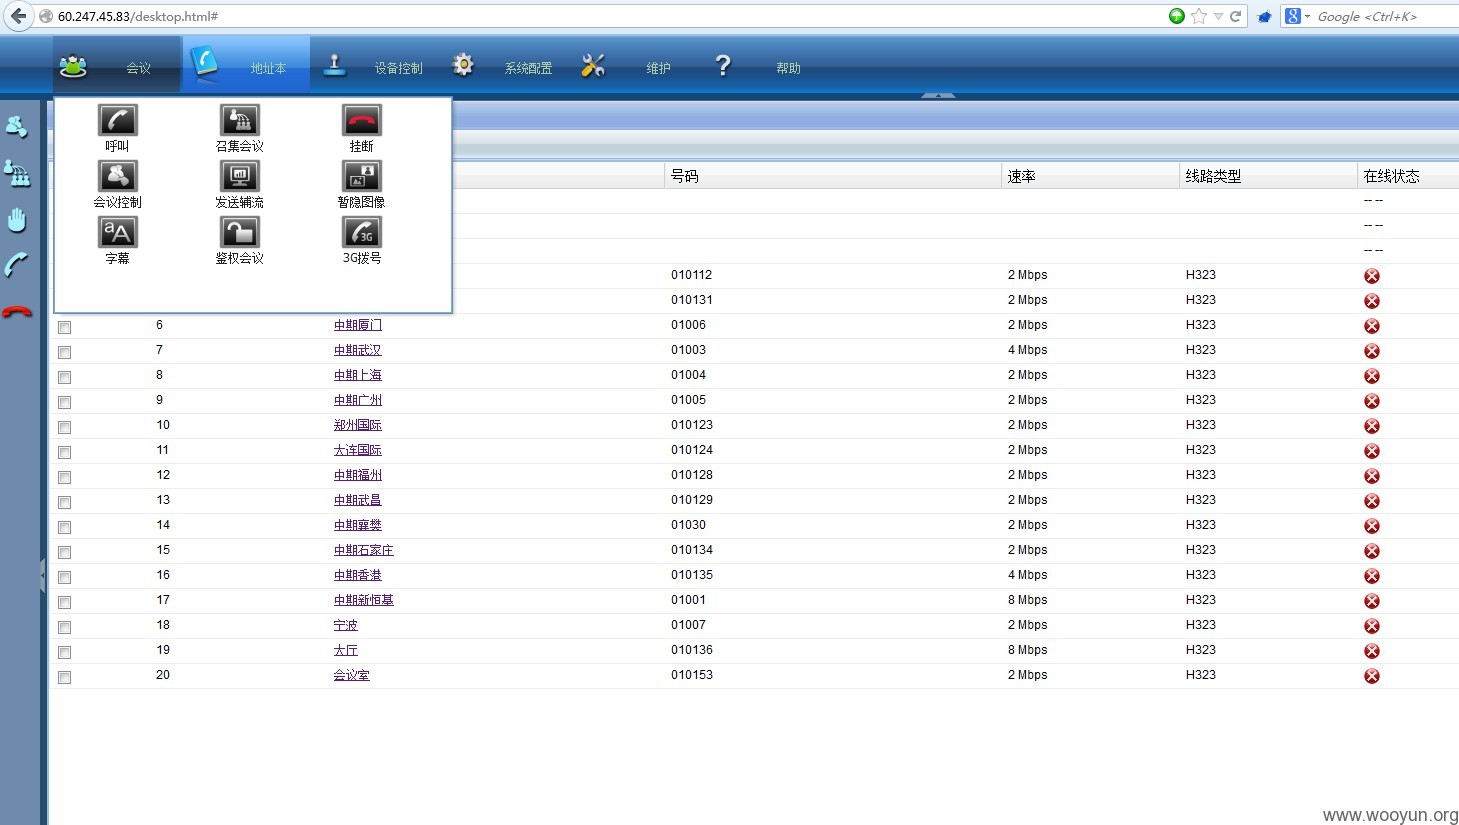 60.247.45.83/desktop.html#
Google <Ctrl+K>
会议 地址本 设备控制 系统配置 维护 ? 帮助
呼叫 召集会议 挂断
会议控制 发送辅流 暂隐图像
aA 3G
字幕 鉴权会议 3G拨号
号码 速率 线路类型 在线状态
-- --
-- --
-- --
010112 2 Mbps H323
010131 2 Mbps H323
6 中期厦门 01006 2 Mbps H323
7 中期武汉 01003 4 Mbps H323
8 中期上海 01004 2 Mbps H323
9 中期广州 01005 2 Mbps H323
10 郑州国际 010123 2 Mbps H323
11 大连国际 010124 2 Mbps H323
12 中期福州 010128 2 Mbps H323
13 中期武昌 010129 2 Mbps H323
14 中期襄樊 01030 2 Mbps H323
15 中期石家庄 010134 2 Mbps H323
16 中期香港 010135 4 Mbps H323
17 中期新恒基 01001 8 Mbps H323
18 宁波 01007 2 Mbps H323
19 大厅 010136 8 Mbps H323
20 会议室 010153 2 Mbps H323
www.wooyun.org